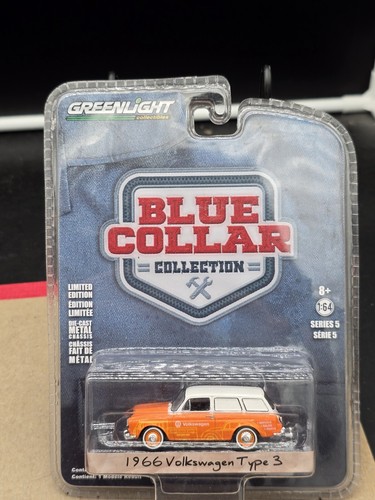 GREENLIGHT
collectibles
BLUE
COLLAR
COLLECTION
LIMITED
EDITION
ÉDITION
LIMITÉE
DIE-CAST
METAL
CHASSIS
CHÂSSIS
FAIT DE
MÉTAL
8+
1:64
SERIES 5
SÉRIE 5
Volkswagen
1966 Volkswagen Type 3